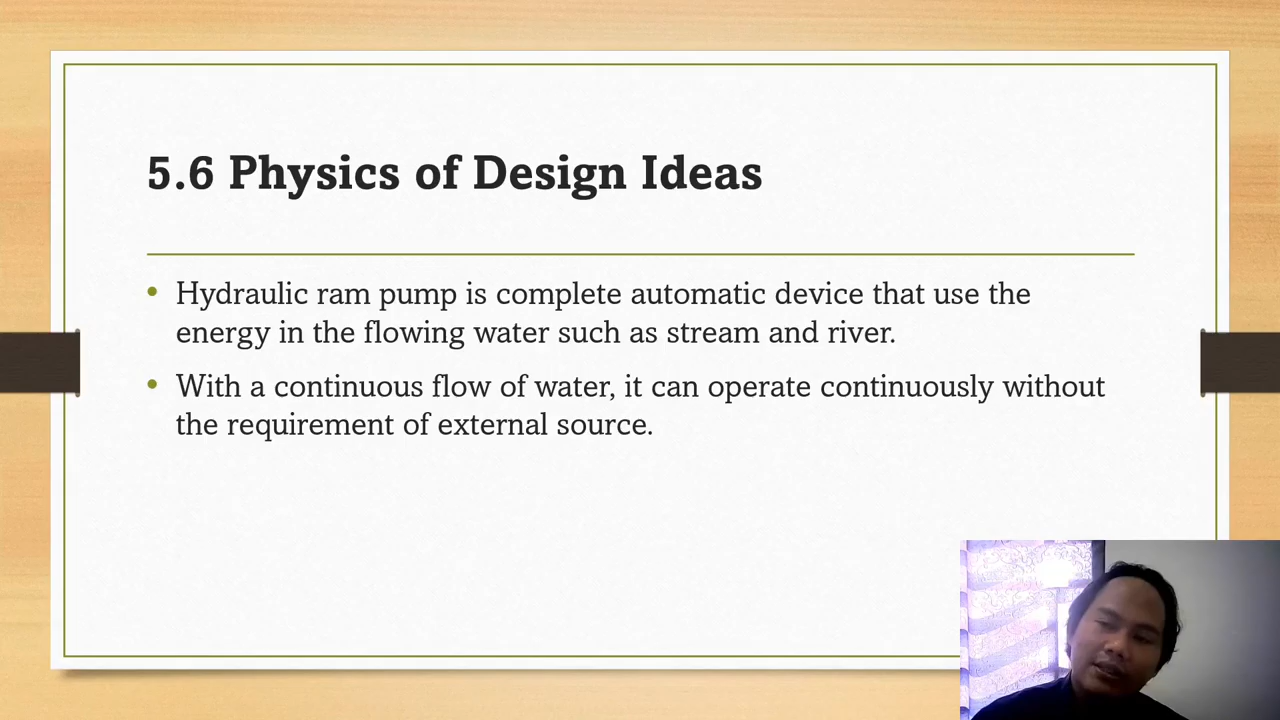 5.6 Physics of Design Ideas
• Hydraulic ram pump is complete automatic device that use the
energy in the flowing water such as stream and river.
• With a continuous flow of water, it can operate continuously without
the requirement of external source.